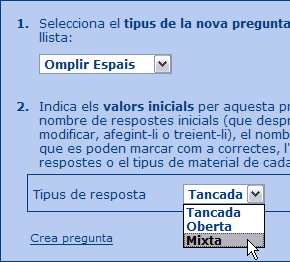 1. Selecciona el tipus de la nova pregunta
llista:
Omplir Espais
2. Indica els valors inicials per aquesta p
nombre de respostes inicials (que despr
modificar, afegint-li o treient-li), el nomb
que es poden marcar com a correctes, l'
respostes o el tipus de material de cada
Tipus de resposta Tancada
Tancada
Oberta
Mixta
Crea pregunta